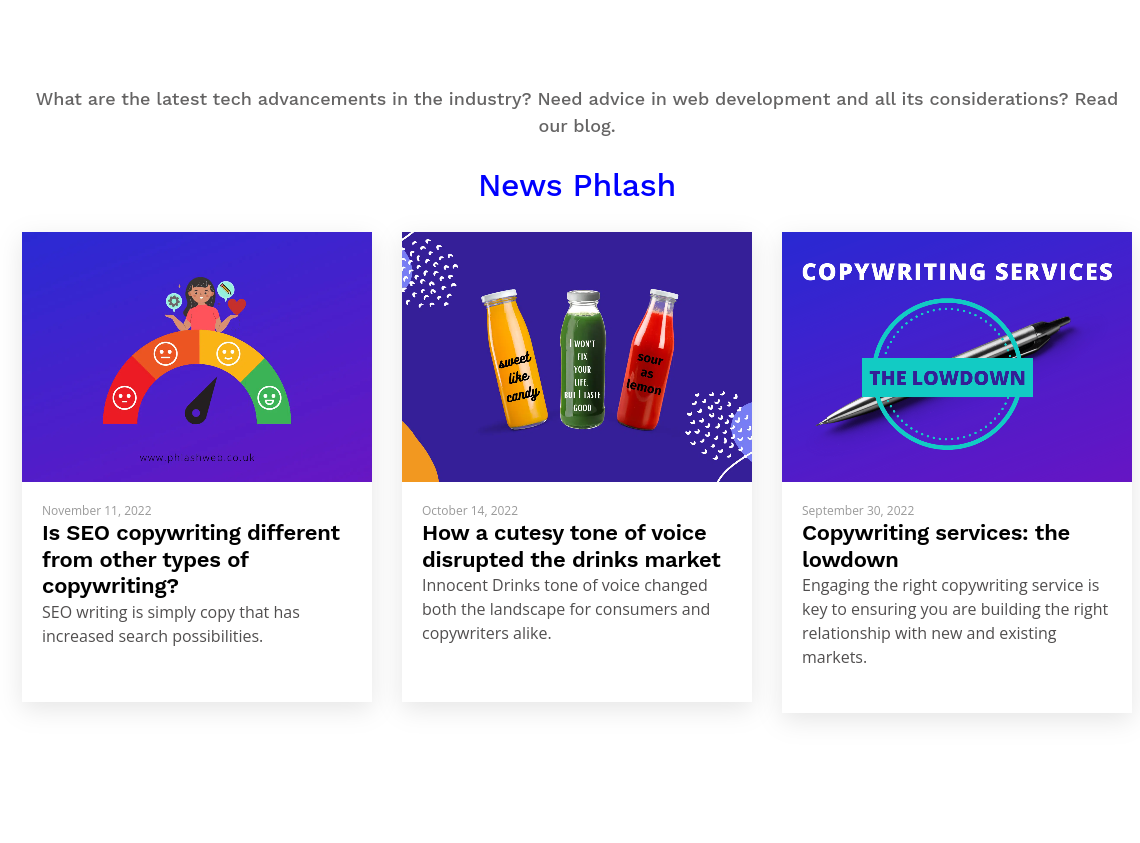 What are the latest tech advancements in the industry? Need advice in web development and all its considerations? Read
our blog.
News Phlash
www.phlashweb.co.uk
November 11, 2022
Is SEO copywriting different
from other types of
copywriting?
SEO writing is simply copy that has
increased search possibilities.
sweet
like
candy
I WON'T
FIX
YOUR
LIFE,
BUT I TASTE
GOOD
sour
as
lemon
October 14, 2022
How a cutesy tone of voice
disrupted the drinks market
Innocent Drinks tone of voice changed
both the landscape for consumers and
copywriters alike.
COPYWRITING SERVICES
THE LOWDOWN
September 30, 2022
Copywriting services: the
lowdown
Engaging the right copywriting service is
key to ensuring you are building the right
relationship with new and existing
markets.